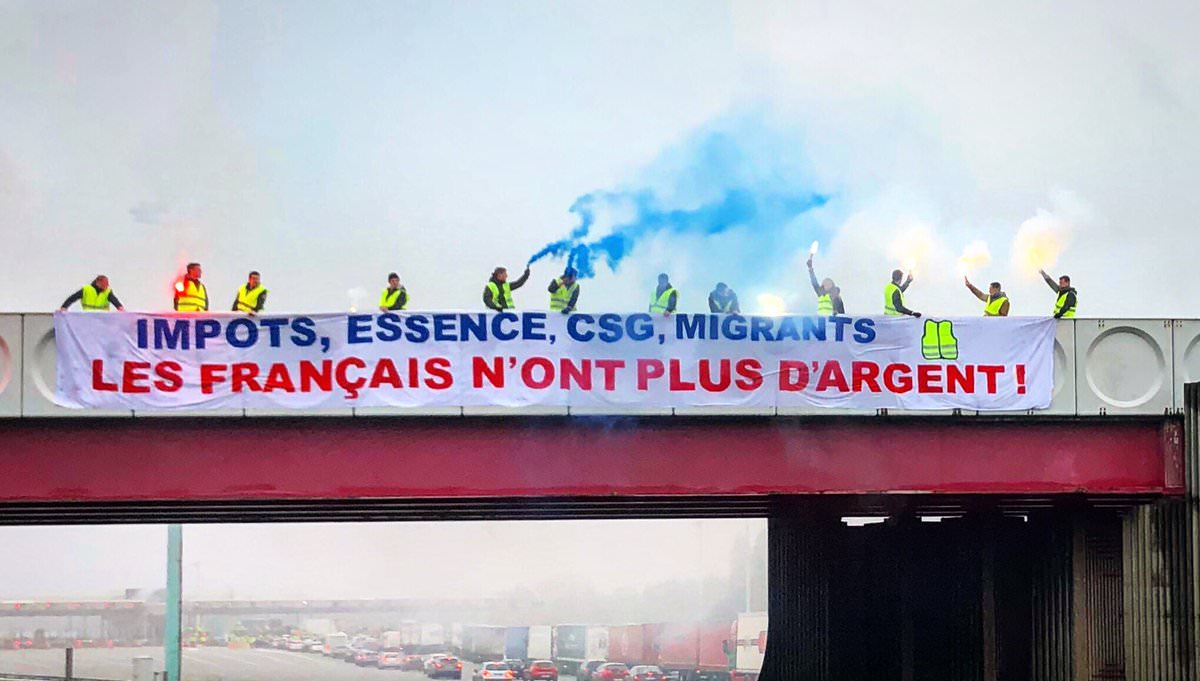 IMPOTS, ESSENCE, CSG, MIGRANTS
LES FRANÇAIS N'ONT PLUS D'ARGENT !